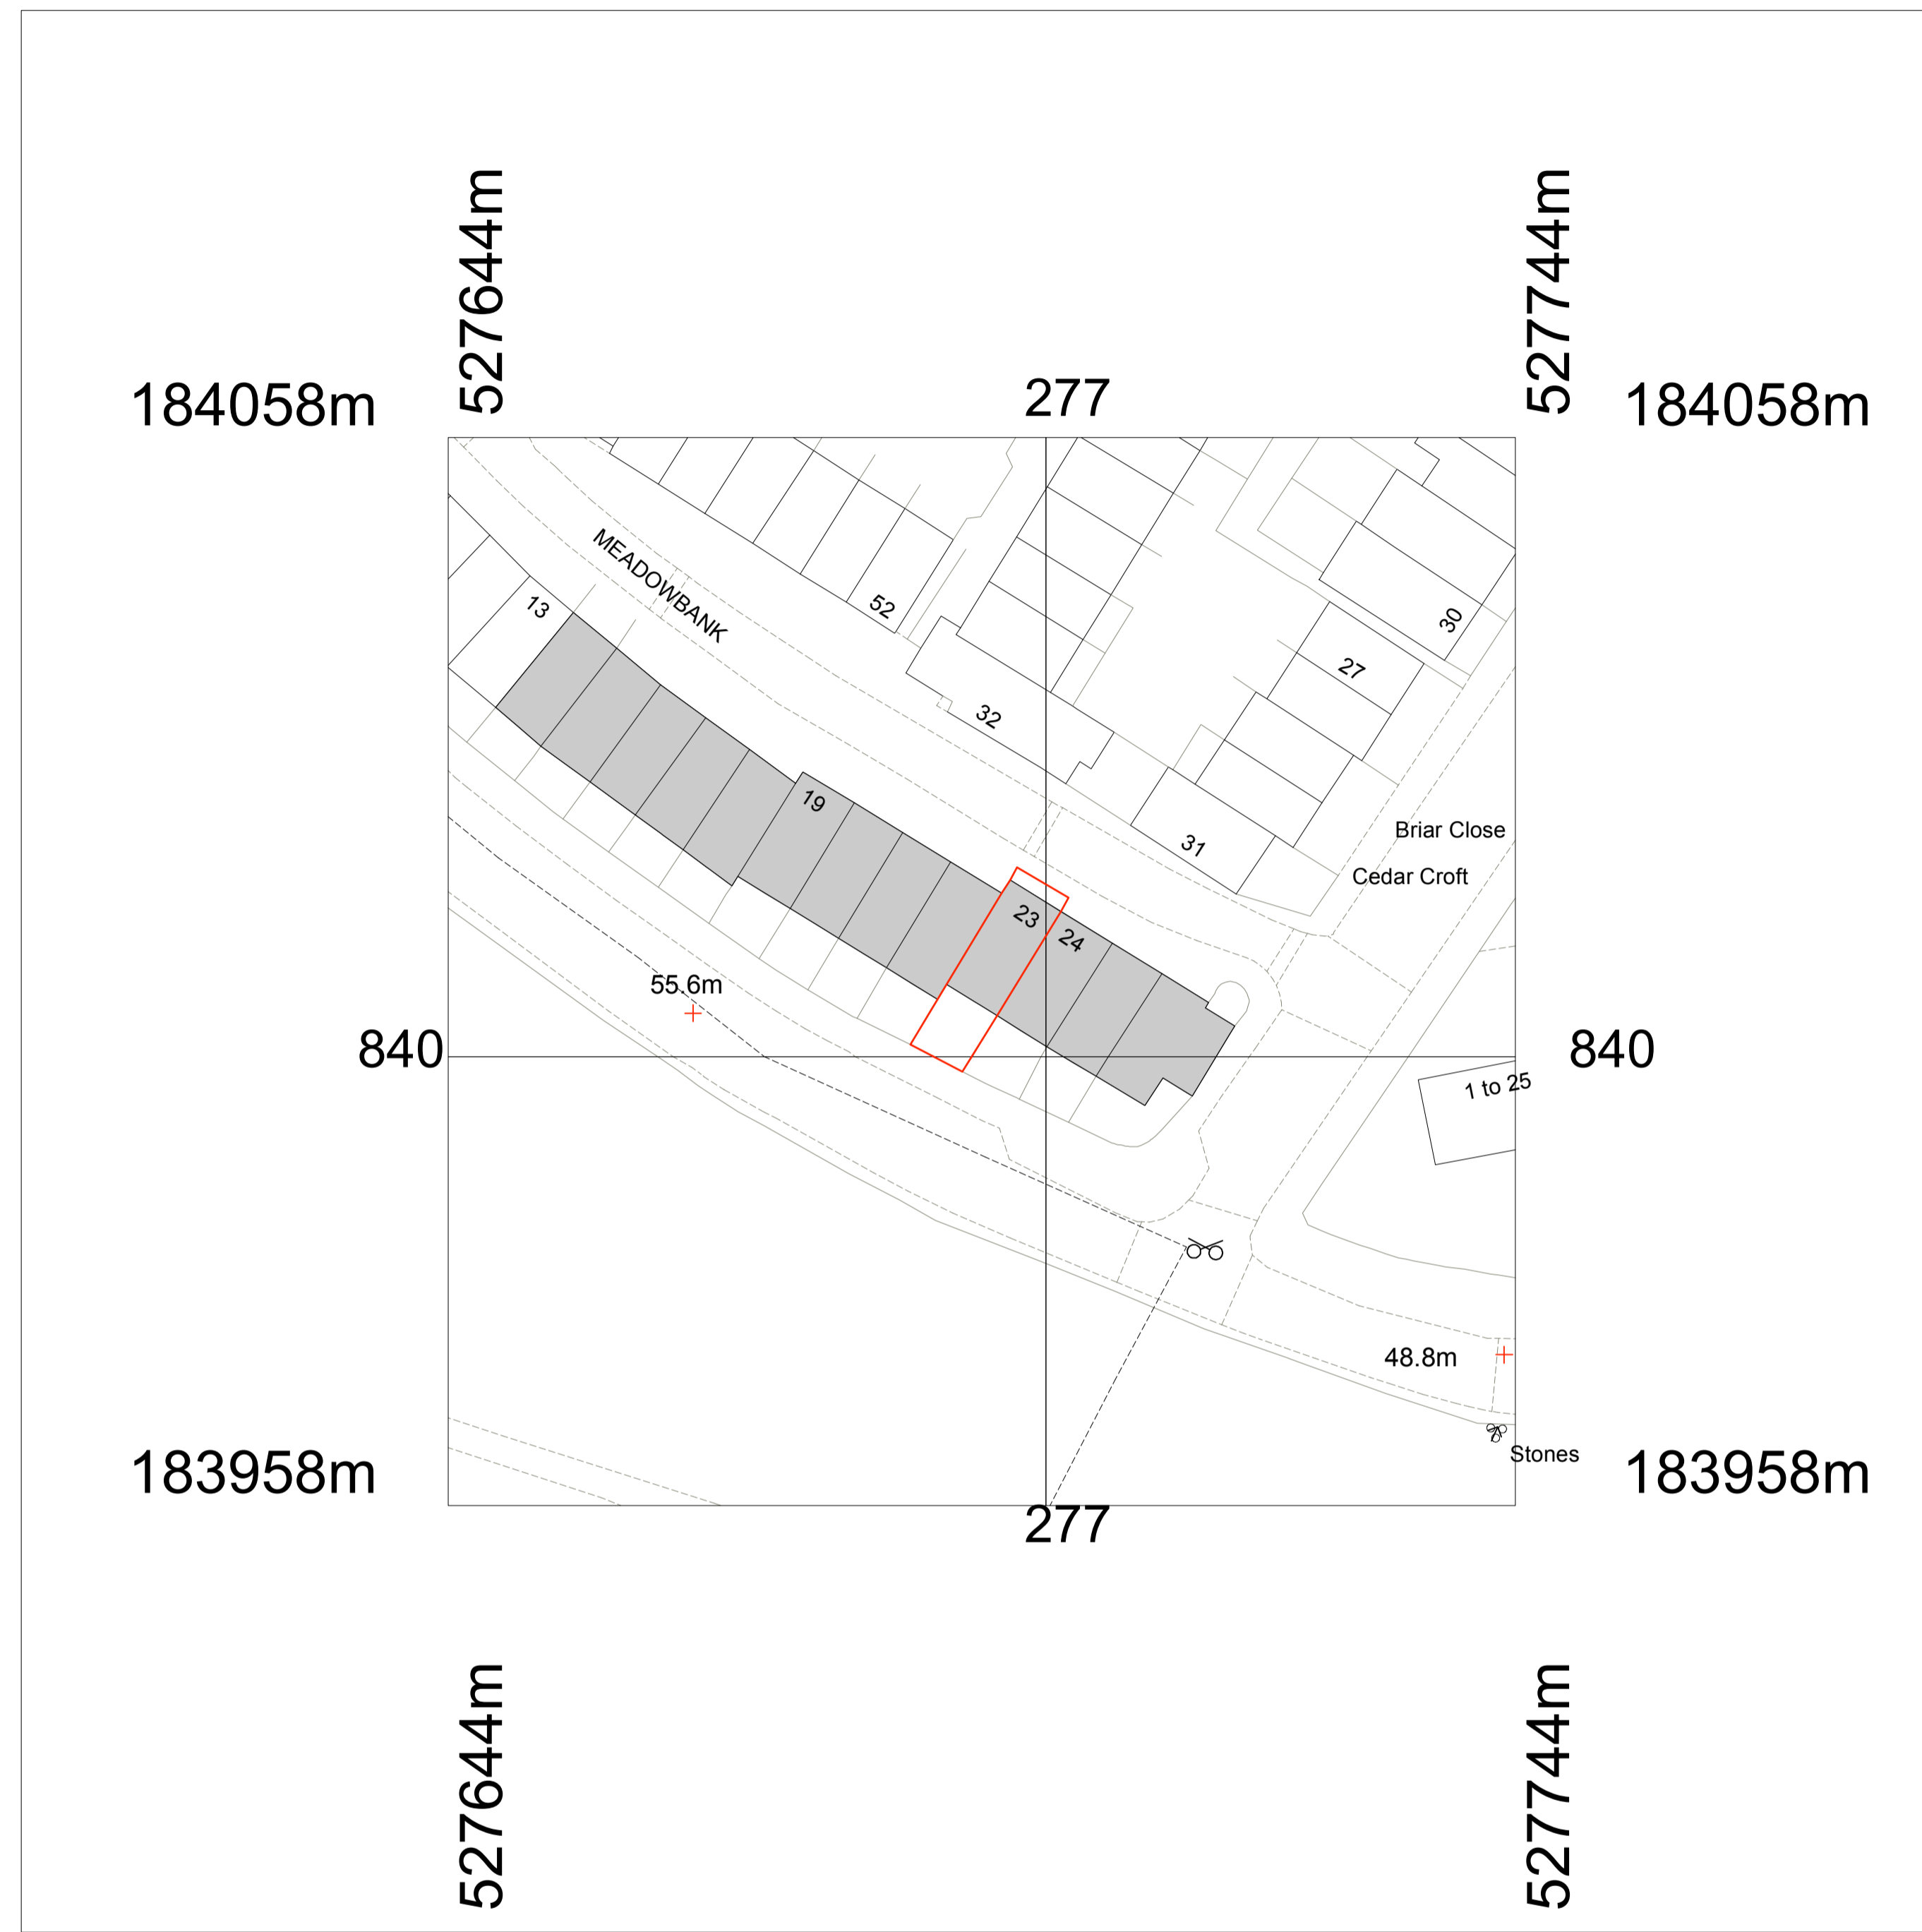 527644m
527744m
184058m
277
184058m
MEADOWBANK
13
52
30
27
32
19
31
Briar Close
Cedar Croft
23
24
55.6m
840
840
1 to 25
48.8m
Stones
183958m
183958m
277
527644m
527744m